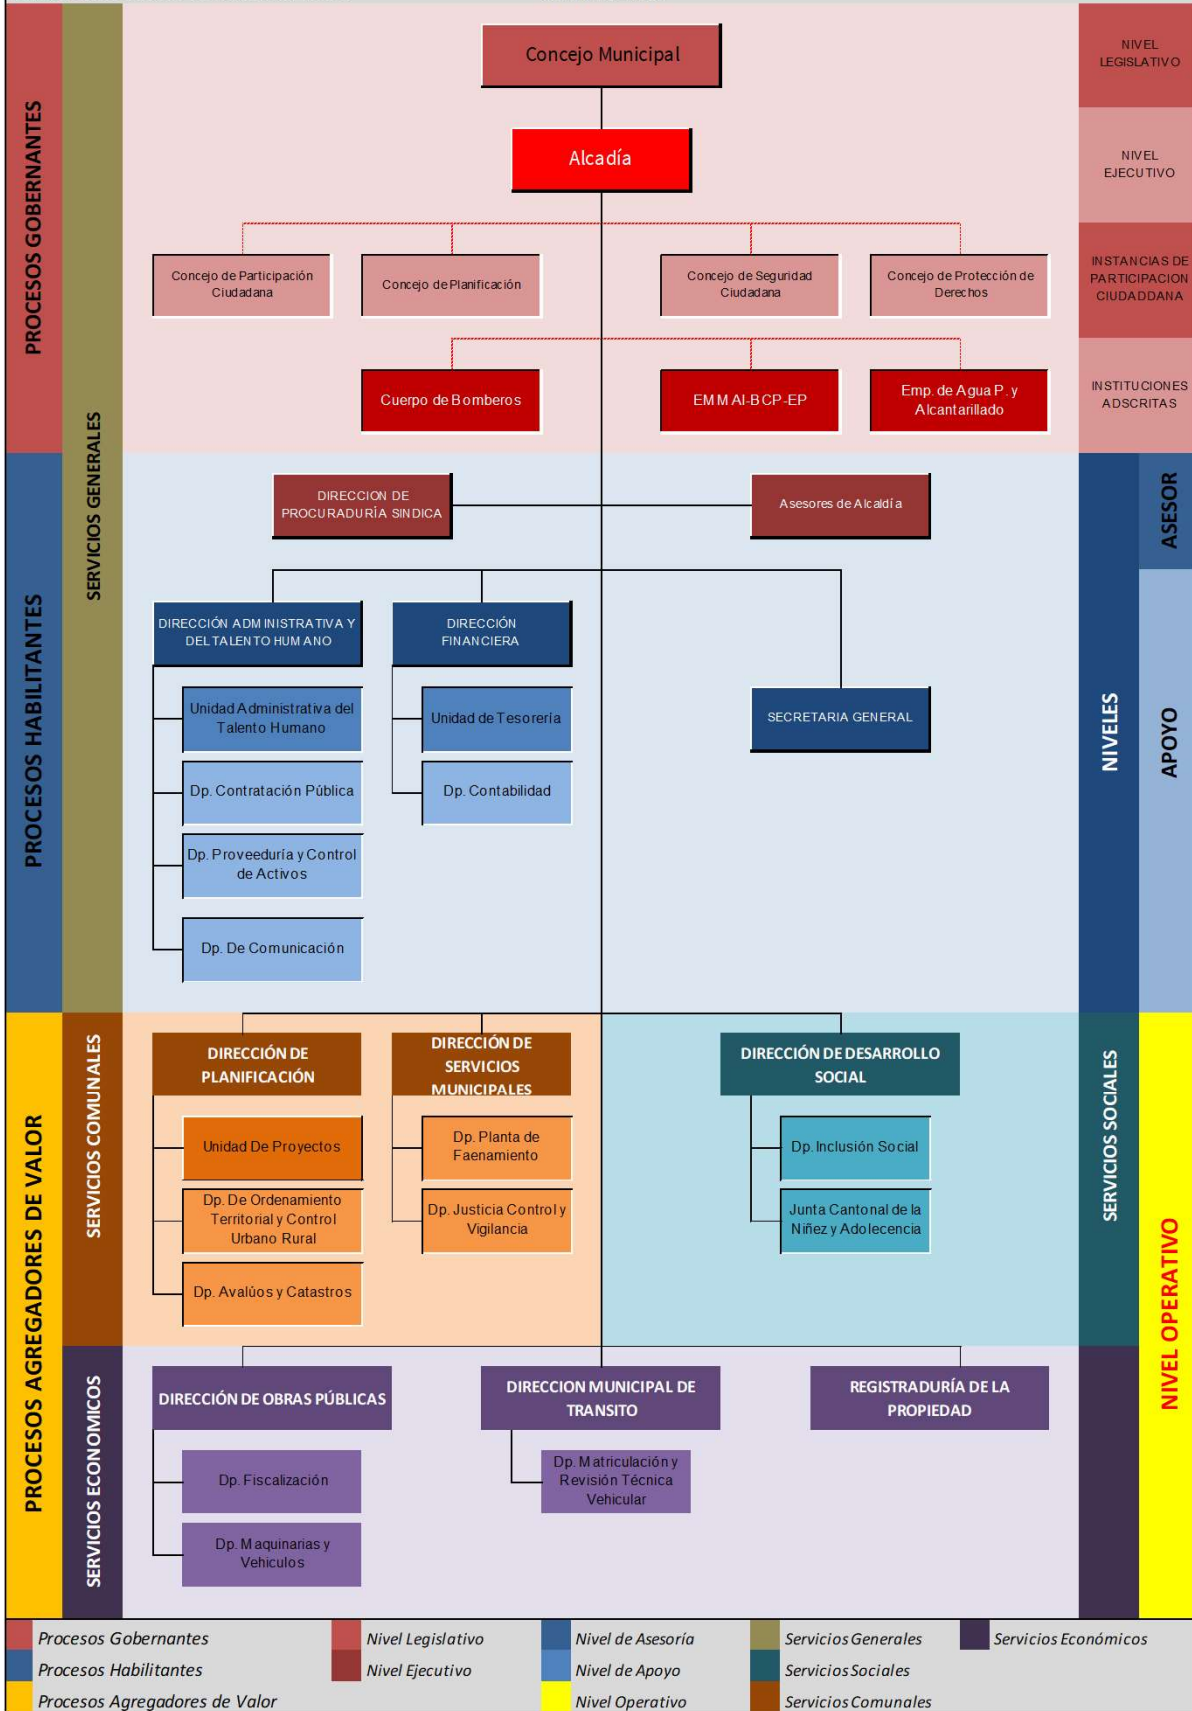 Concejo Municipal
NIVEL
LEGISLATIVO
Alcadía
NIVEL
EJECUTIVO
PROCESOS GOBERNANTES
Concejo de Participación
Ciudadana
Concejo de Planificación
Concejo de Seguridad
Ciudadana
Concejo de Protección de
Derechos
INSTANCIAS DE
PARTICIPACION
CIUDADDANA
Cuerpo de Bomberos
EMMAI-BCP-EP
Emp. de Agua P. y
Alcantarillado
INSTITUCIONES
ADSCRITAS
SERVICIOS GENERALES
DIRECCION DE
PROCURADURÍA SINDICA
Asesores de Alcaldía
ASESOR
PROCESOS HABILITANTES
DIRECCIÓN ADMINISTRATIVA Y
DEL TALENTO HUMANO
DIRECCIÓN
FINANCIERA
Unidad Administrativa del
Talento Humano
Unidad de Tesorería
SECRETARIA GENERAL
NIVELES
APOYO
Dp. Contratación Pública
Dp. Contabilidad
Dp. Proveeduría y Control
de Activos
Dp. De Comunicación
PROCESOS AGREGADORES DE VALOR
SERVICIOS COMUNALES
DIRECCIÓN DE
PLANIFICACIÓN
DIRECCIÓN DE
SERVICIOS
MUNICIPALES
DIRECCIÓN DE DESARROLLO
SOCIAL
SERVICIOS SOCIALES
NIVEL OPERATIVO
Unidad De Proyectos
Dp. Planta de
Faenamiento
Dp. Inclusión Social
Dp. De Ordenamiento
Territorial y Control
Urbano Rural
Dp. Justicia Control y
Vigilancia
Junta Cantonal de la
Niñez y Adolecencia
Dp. Avalúos y Catastros
SERVICIOS ECONOMICOS
DIRECCIÓN DE OBRAS PÚBLICAS
DIRECCION MUNICIPAL DE
TRANSITO
REGISTRADURÍA DE LA
PROPIEDAD
Dp. Fiscalización
Dp. Matriculación y
Revisión Técnica
Vehicular
Dp. Maquinarias y
Vehiculos
Procesos Gobernantes
Nivel Legislativo
Nivel de Asesoría
Servicios Generales
Servicios Económicos
Procesos Habilitantes
Nivel Ejecutivo
Nivel de Apoyo
Servicios Sociales
Procesos Agregadores de Valor
Nivel Operativo
Servicios Comunales